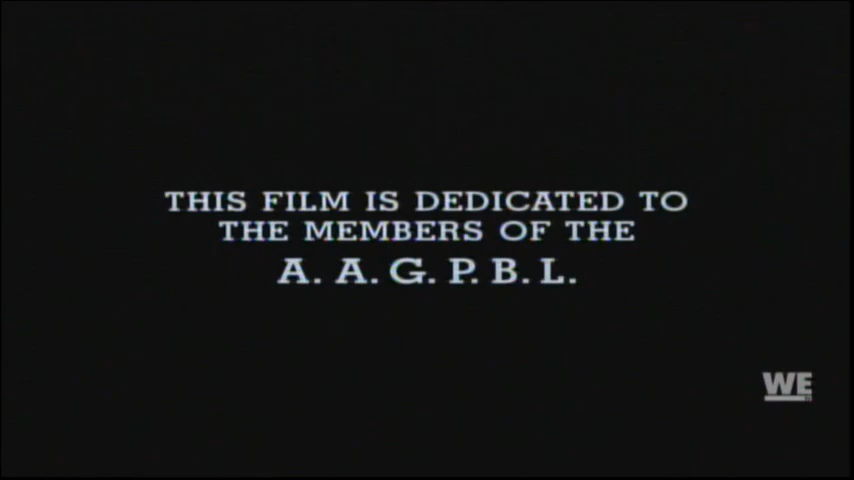 THIS FILM IS DEDICATED TO
THE MEMBERS OF THE
A. A. G. P. B. L.
WE